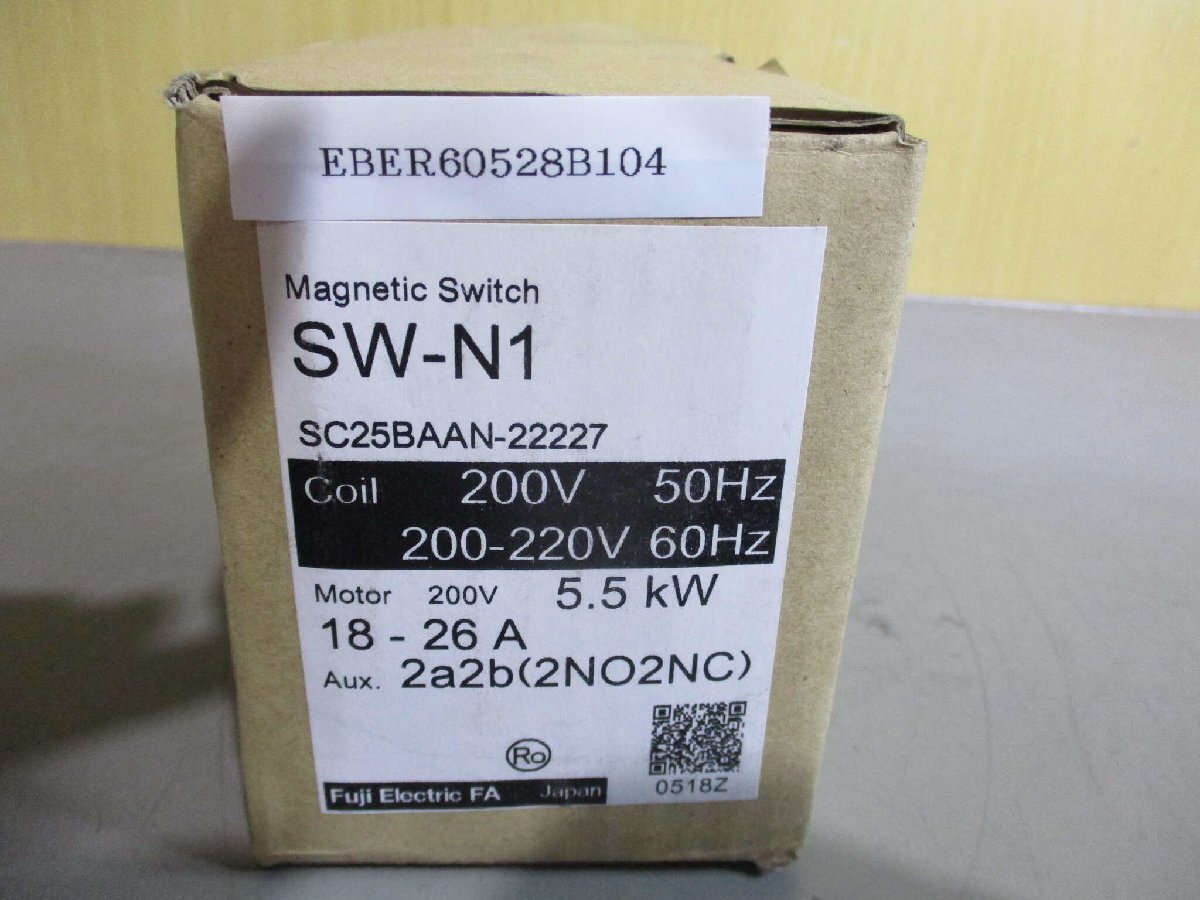 EBER60528B104
Magnetic Switch
SW-N1
SC25BAAN-22227
Coil 200V 50Hz
200-220V 60Hz
Motor 200V 5.5 kW
18 - 26 A
Aux. 2a2b(2NO2NC)
Ro
Fuji Electric FA Japan
0518Z